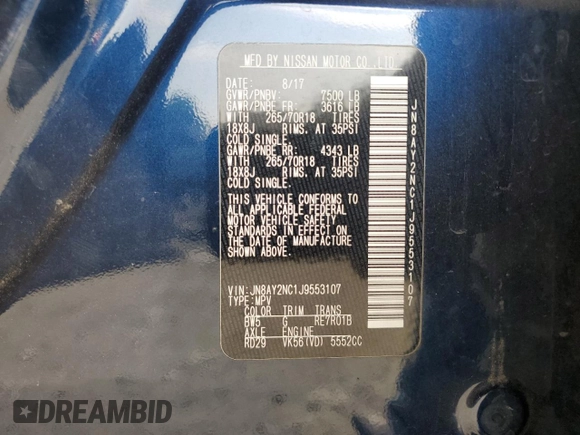 MFD BY NISSAN MOTOR CO.,LTD
DATE: 8/17
GVWR/PNBV: 7500 LB
GAWR/PNBE FR: 3616 LB
WITH 265/70R18 TIRES
18X8J RIMS. AT 35PSI
COLD SINGLE.
GAWR/PNBE RR: 4343 LB
WITH 265/70R18 TIRES
18X8J RIMS. AT 35PSI
COLD SINGLE.
THIS VEHICLE CONFORMS TO
ALL APPLICABLE FEDERAL
MOTOR VEHICLE SAFETY
STANDARDS IN EFFECT ON
THE DATE OF MANUFACTURE
SHOWN ABOVE.
VIN: JN8AY2NC1J9553107
TYPE: MPV
COLOR TRIM TRANS
BW5 G RE7R01B
AXLE ENGINE
RD29 VK56(VD) 5552CC
JN8AY2NC1J9553107
DREAMBID